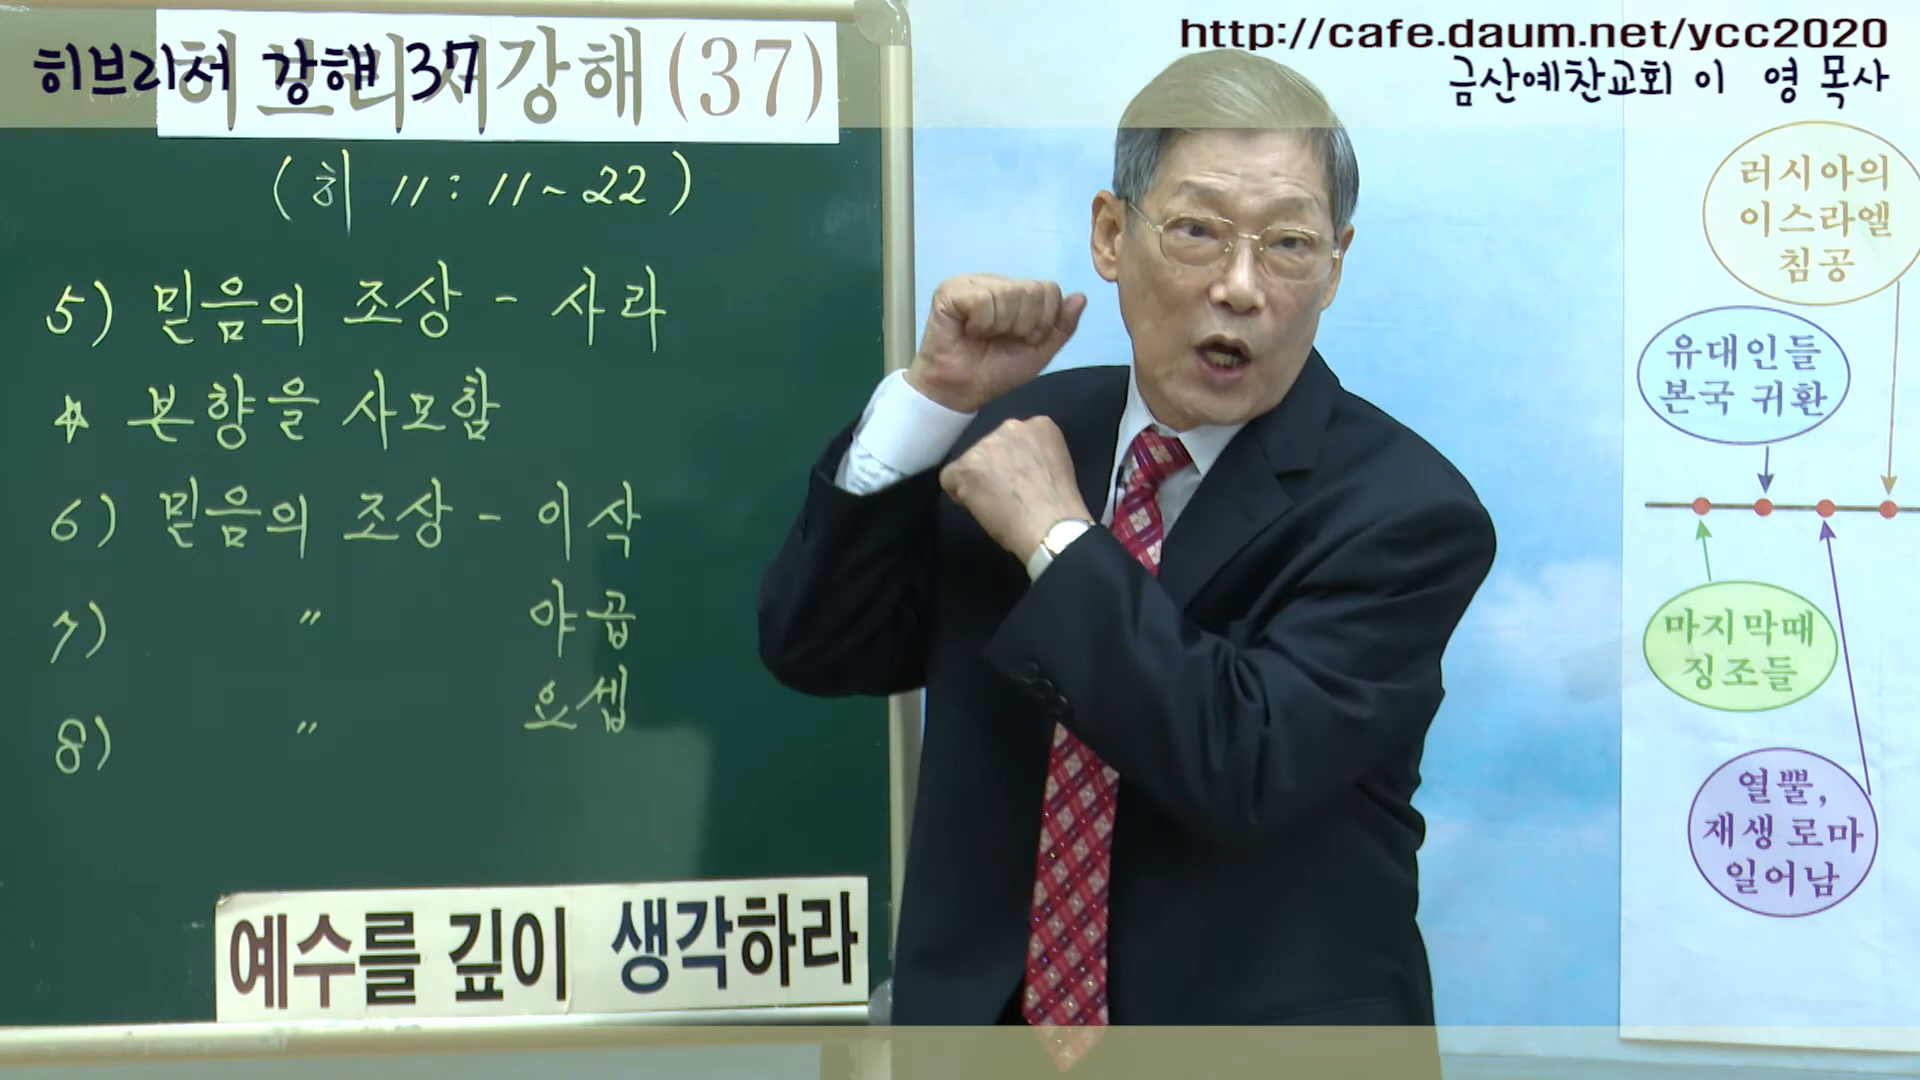 http://cafe.daum.net/ycc2020
히브리서 강해 37
금산예찬교회 이 영 목사
히브리서강해(37)
(히 11:11~22)
5) 믿음의 조상 - 사라
* 본향을 사모함
6) 믿음의 조상 - 이삭
7) 〃 야곱
8) 〃 요셉
예수를 깊이 생각하라
러시아의
이스라엘
침공
유대인들
본국 귀환
마지막때
징조들
열뿔,
재생 로마
일어남